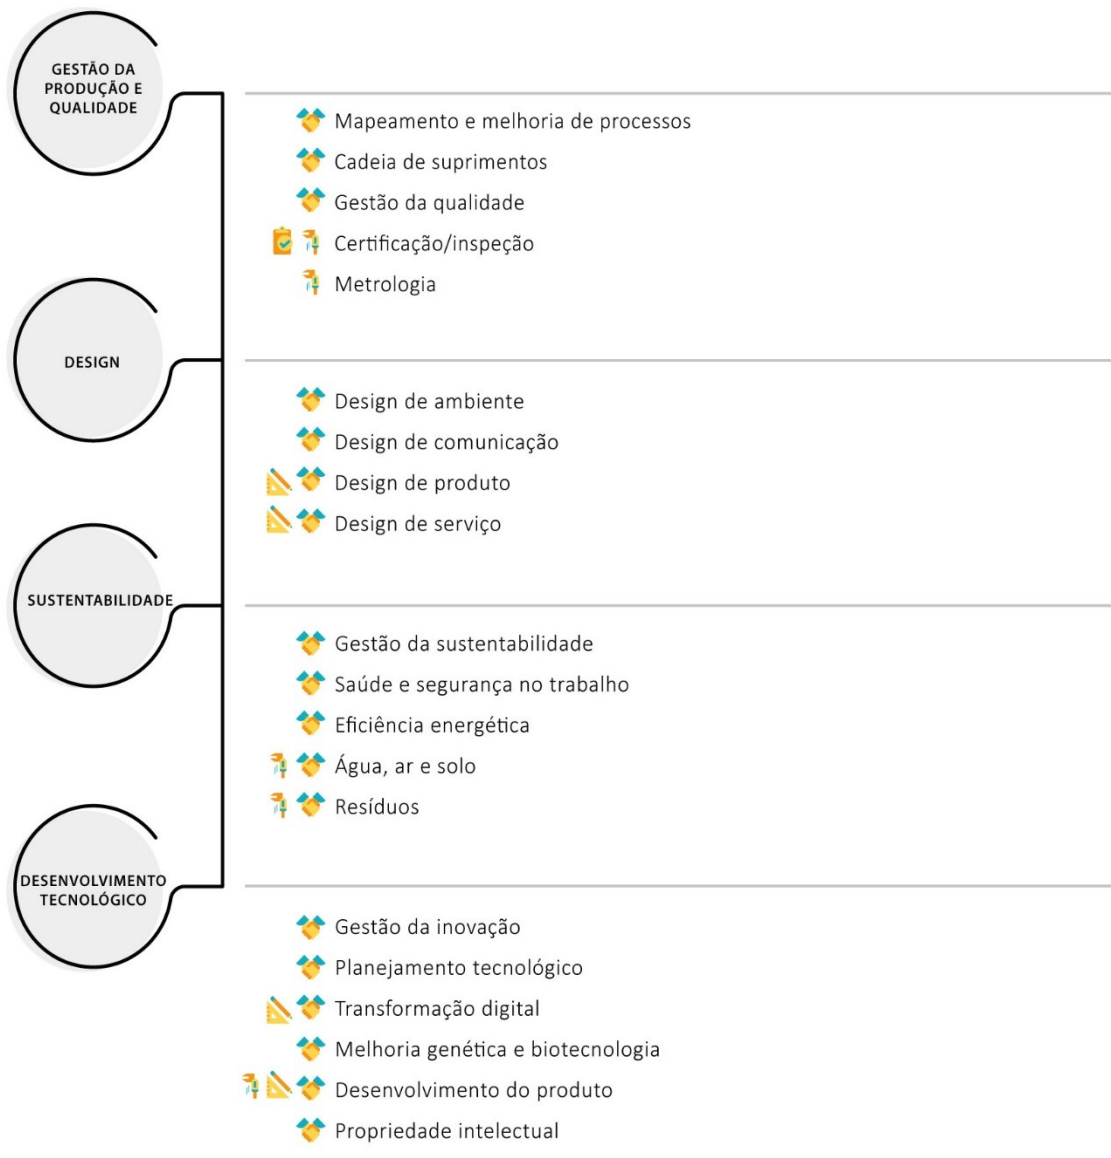 GESTÃO DA
PRODUÇÃO E
QUALIDADE
Mapeamento e melhoria de processos
Cadeia de suprimentos
Gestão da qualidade
Certificação/inspeção
Metrologia
DESIGN
Design de ambiente
Design de comunicação
Design de produto
Design de serviço
SUSTENTABILIDADE
Gestão da sustentabilidade
Saúde e segurança no trabalho
Eficiência energética
Água, ar e solo
Resíduos
DESENVOLVIMENTO
TECNOLÓGICO
Gestão da inovação
Planejamento tecnológico
Transformação digital
Melhoria genética e biotecnologia
Desenvolvimento do produto
Propriedade intelectual